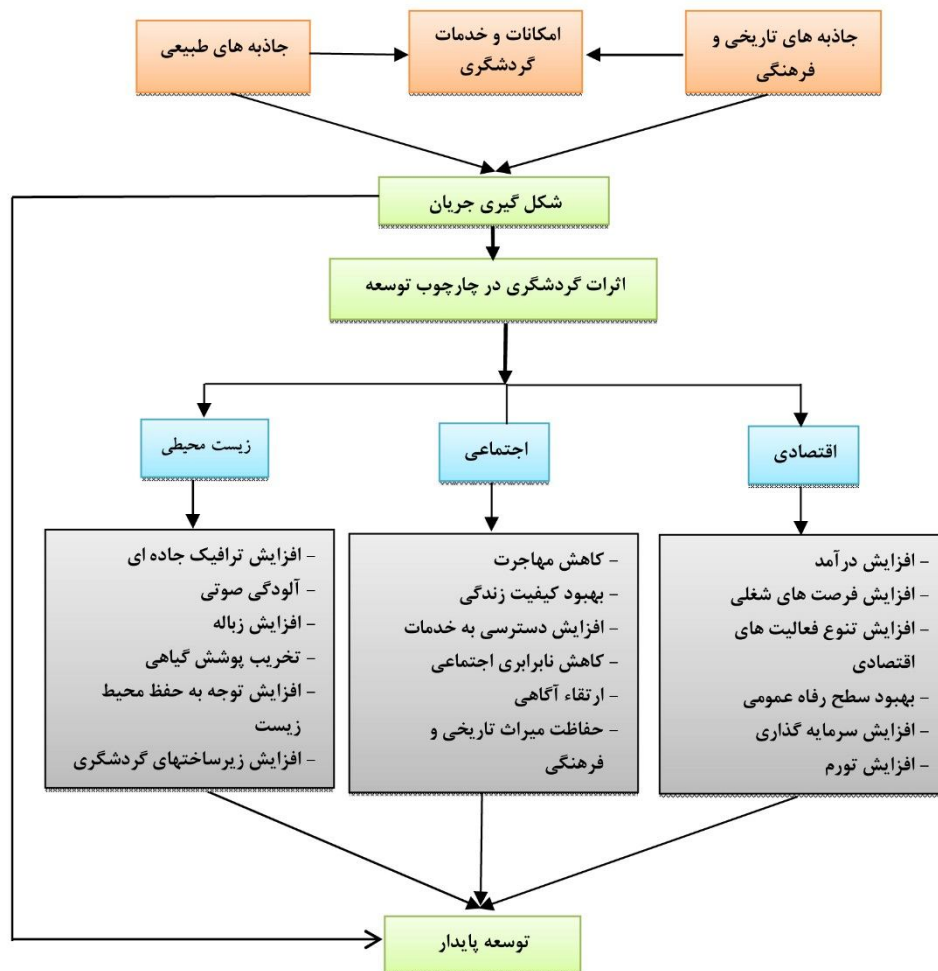 جاذبه های تاریخی و
فرهنگی
امکانات و خدمات
گردشگری
جاذبه های طبیعی
شکل گیری جریان
اثرات گردشگری در چارچوب توسعه
اقتصادی
اجتماعی
زیست محیطی
– افزایش درآمد
– افزایش فرصت های شغلی
– افزایش تنوع فعالیت های
اقتصادی
– بهبود سطح رفاه عمومی
– افزایش سرمایه گذاری
– افزایش تورم
– کاهش مهاجرت
– بهبود کیفیت زندگی
– افزایش دسترسی به خدمات
– کاهش نابرابری اجتماعی
– ارتقاء آگاهی
– حفاظت میراث تاریخی و
فرهنگی
– افزایش ترافیک جاده ای
– آلودگی صوتی
– افزایش زباله
– تخریب پوشش گیاهی
– افزایش توجه به حفظ محیط
زیست
– افزایش زیرساختهای گردشگری
توسعه پایدار